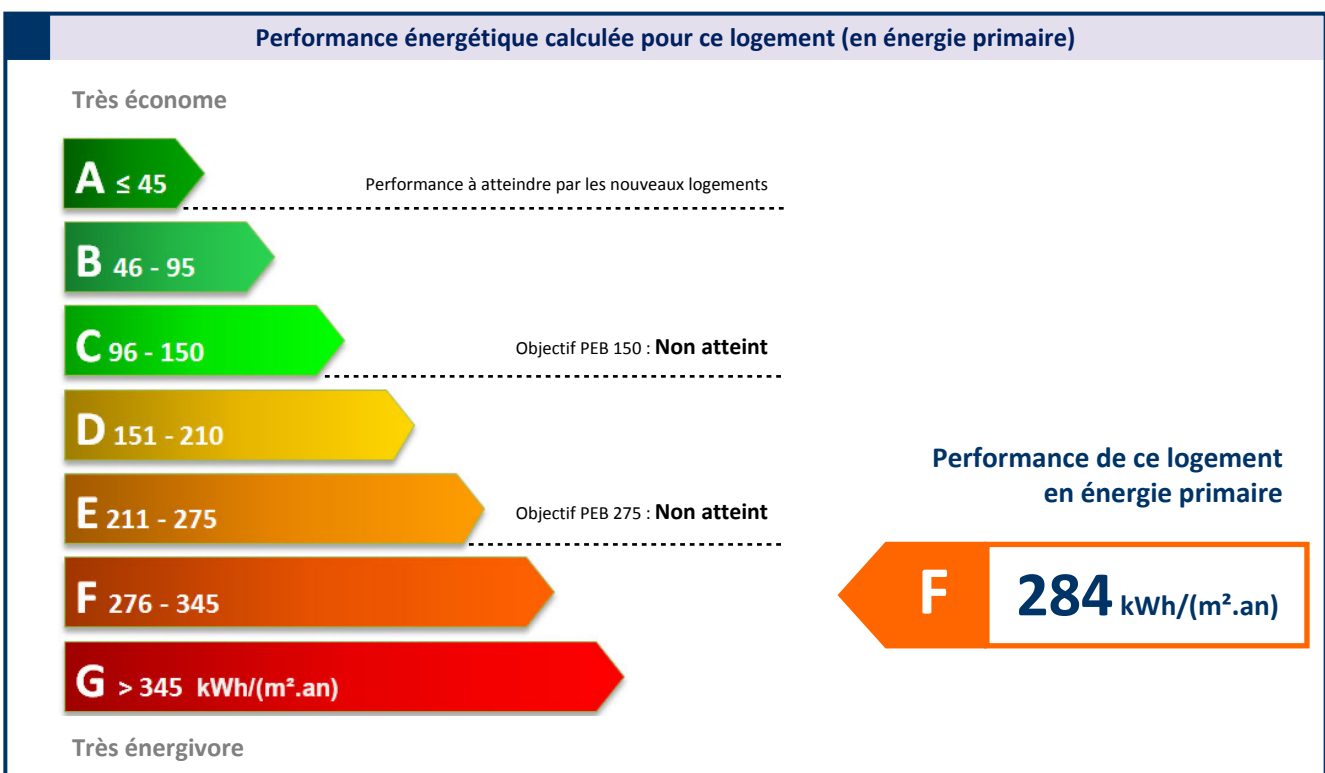 Performance énergétique calculée pour ce logement (en énergie primaire)
Très économe
A ≤ 45
Performance à atteindre par les nouveaux logements
B 46 - 95
C 96 - 150
Objectif PEB 150 : Non atteint
D 151 - 210
E 211 - 275
Objectif PEB 275 : Non atteint
F 276 - 345
G > 345 kWh/(m².an)
Très énergivore
Performance de ce logement
en énergie primaire
F 284 kWh/(m².an)